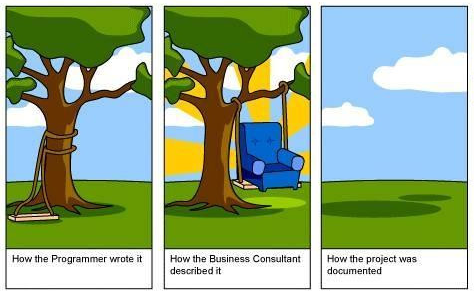 How the Programmer wrote it
How the Business Consultant
described it
How the project was
documented